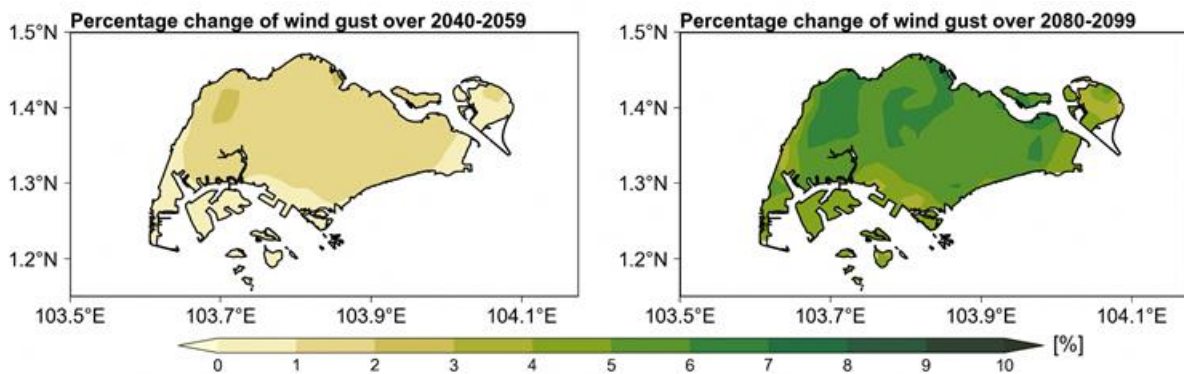 Percentage change of wind gust over 2040-2059
Percentage change of wind gust over 2080-2099
1.5°N
1.4°N
1.3°N
1.2°N
103.5°E 103.7°E 103.9°E 104.1°E
1.5°N
1.4°N
1.3°N
1.2°N
103.5°E 103.7°E 103.9°E 104.1°E
0 1 2 3 4 5 6 7 8 9 10 [%]